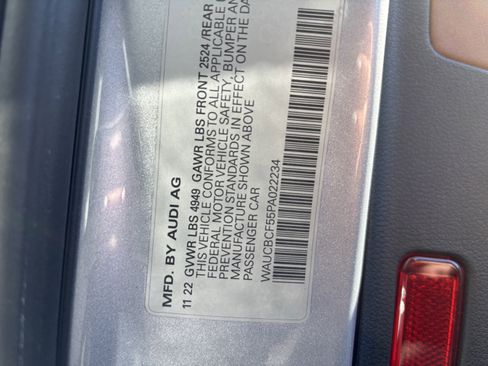 MFD. BY AUDI AG
11 22 GVWR LBS 4949 GAWR LBS FRONT 2524 /REAR
THIS VEHICLE CONFORMS TO ALL APPLICABLE
FEDERAL MOTOR VEHICLE SAFETY, BUMPER AN
PREVENTION STANDARDS IN EFFECT ON THE DA
MANUFACTURE SHOWN ABOVE
PASSENGER CAR
WAUCBCF55PA022234